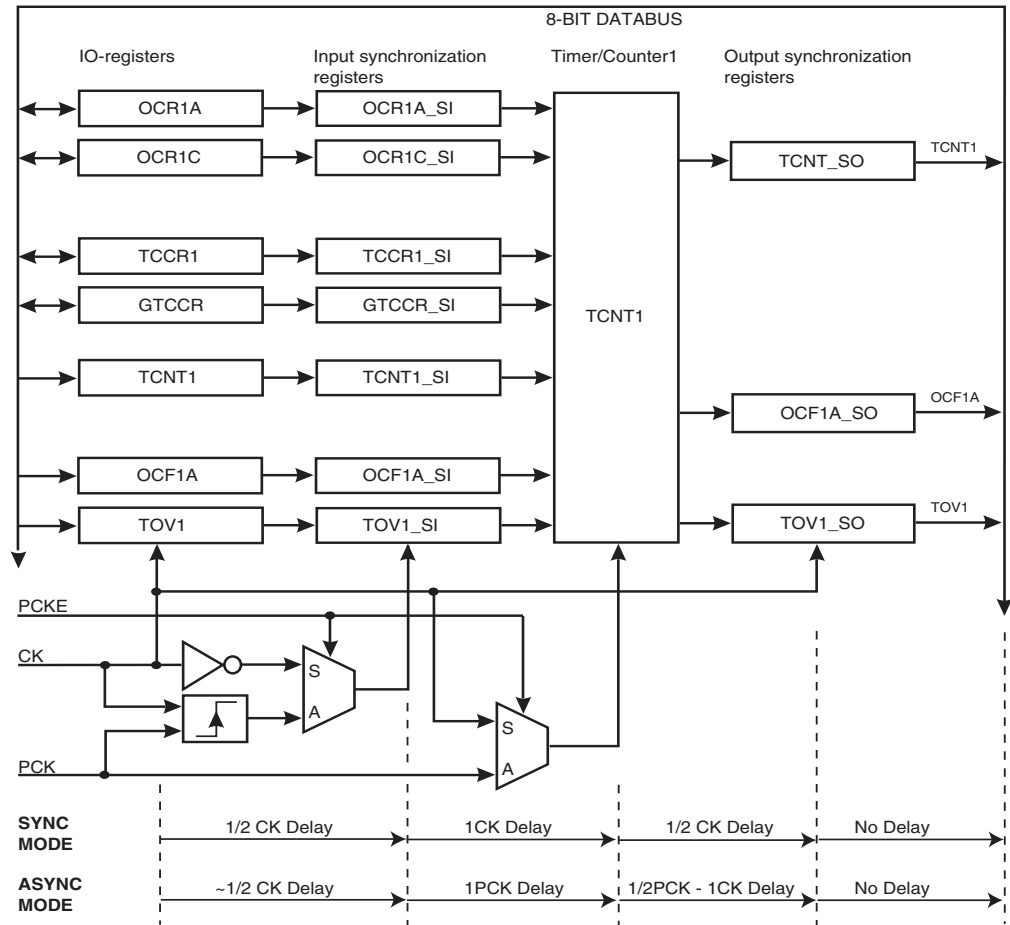 8-BIT DATABUS
IO-registers
Input synchronization
registers
Timer/Counter1
Output synchronization
registers
OCR1A
OCR1A_SI
OCR1C
OCR1C_SI
TCNT_SO
TCNT1
TCCR1
TCCR1_SI
GTCCR
GTCCR_SI
TCNT1
TCNT1
TCNT1_SI
OCF1A_SO
OCF1A
OCF1A
OCF1A_SI
TOV1
TOV1_SI
TOV1_SO
TOV1
PCKE
CK
S
A
S
A
PCK
SYNC
MODE
1/2 CK Delay
1CK Delay
1/2 CK Delay
No Delay
ASYNC
MODE
~1/2 CK Delay
1PCK Delay
1/2PCK - 1CK Delay
No Delay